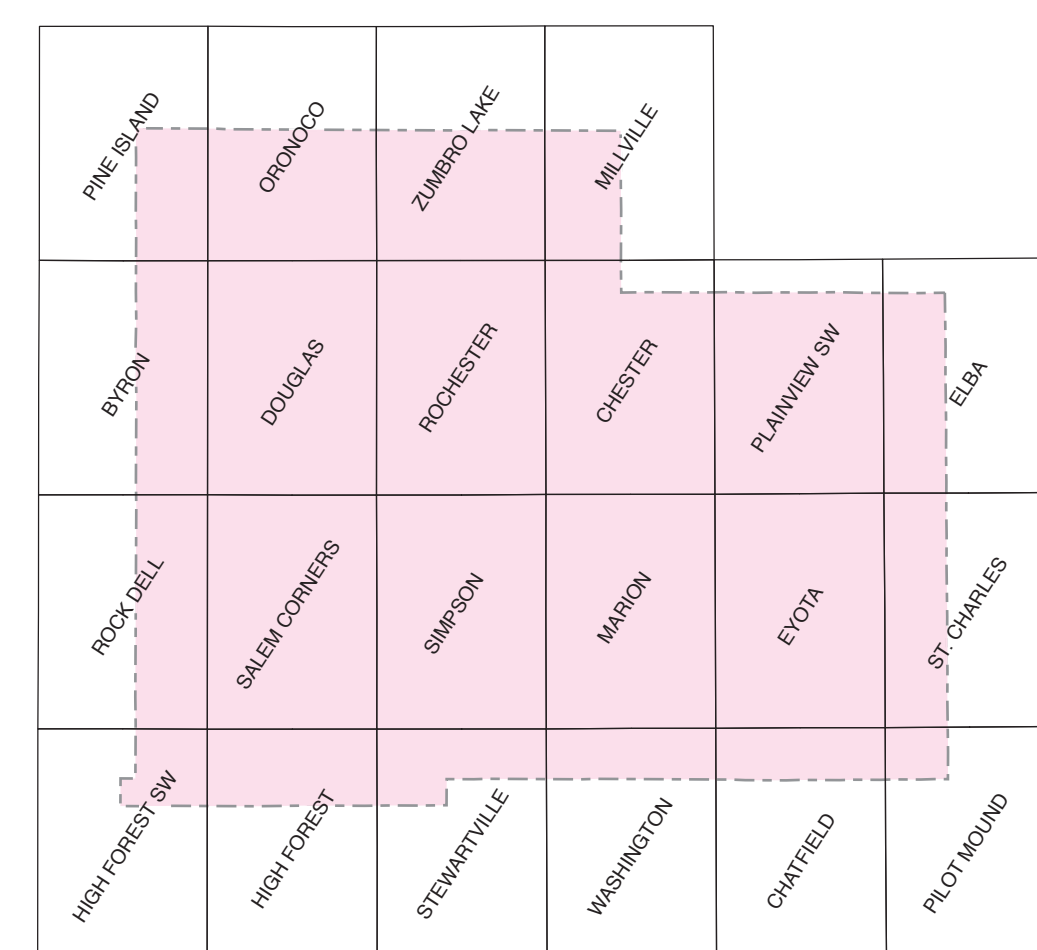 PINE ISLAND
ORONOCO
ZUMBRO LAKE
MILLVILLE
BYRON
DOUGLAS
ROCHESTER
CHESTER
PLAINVIEW SW
ELBA
ROCK DELL
SALEM CORNERS
SIMPSON
MARION
EYOTA
ST. CHARLES
HIGH FOREST SW
HIGH FOREST
STEWARTVILLE
WASHINGTON
CHATFIELD
PILOT MOUND